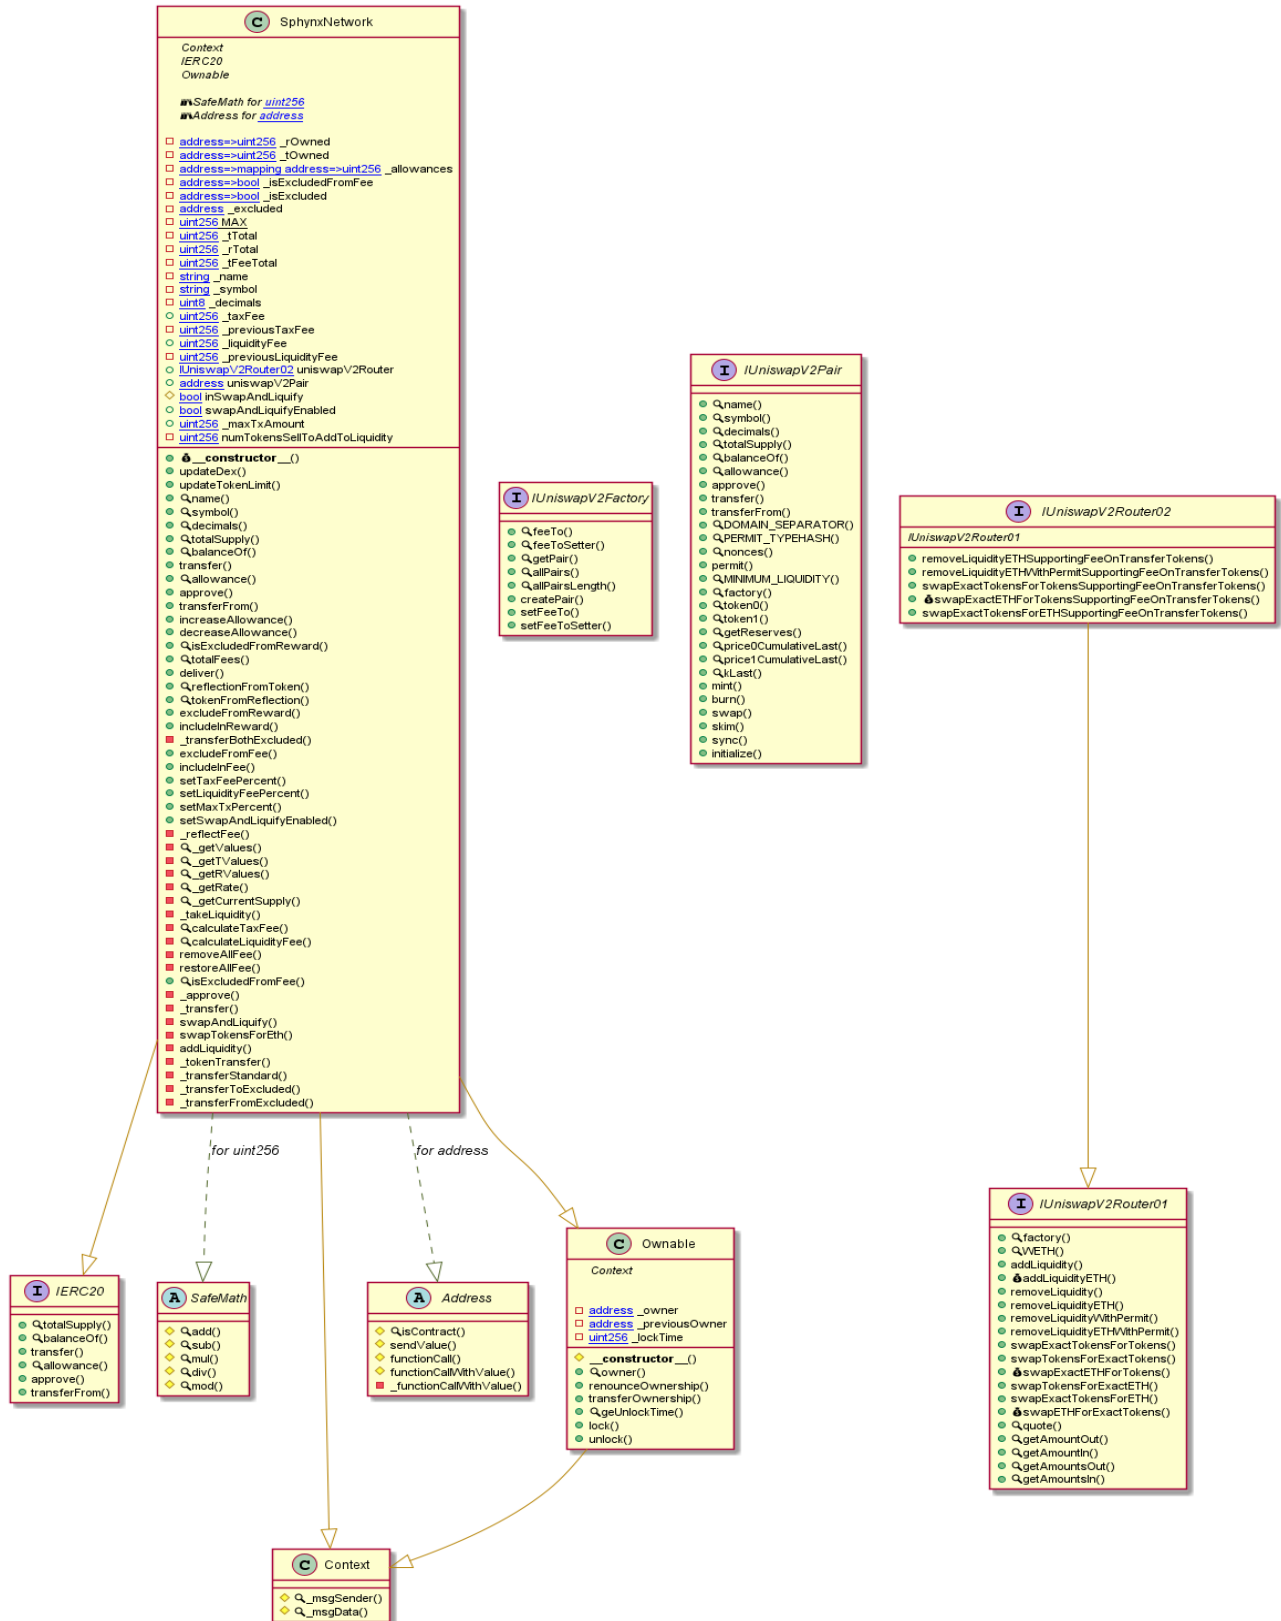 C SphynxNetwork
Context
IERC20
Ownable
SafeMath for uint256
Address for address
address=>uint256 _rOwned
address=>uint256 _tOwned
address=>mapping address=>uint256 _allowances
address=>bool _isExcludedFromFee
address=>bool _isExcluded
address _excluded
uint256 MAX
uint256 _tTotal
uint256 _rTotal
uint256 _tFeeTotal
string _name
string _symbol
uint8 _decimals
uint256 _taxFee
uint256 _previousTaxFee
uint256 _liquidityFee
uint256 _previousLiquidityFee
IUniswapV2Router02 uniswapV2Router
address uniswapV2Pair
bool inSwapAndLiquify
bool swapAndLiquifyEnabled
uint256 _maxTxAmount
uint256 numTokensSellToAddToLiquidity
__constructor__()
updateDex()
updateTokenLimit()
name()
symbol()
decimals()
totalSupply()
balanceOf()
transfer()
allowance()
approve()
transferFrom()
increaseAllowance()
decreaseAllowance()
isExcludedFromReward()
totalFees()
deliver()
reflectionFromToken()
tokenFromReflection()
excludeFromReward()
includeInReward()
_transferBothExcluded()
excludeFromFee()
includeInFee()
setTaxFeePercent()
setLiquidityFeePercent()
setMaxTxPercent()
setSwapAndLiquifyEnabled()
_reflectFee()
_getValues()
_getTValues()
_getRValues()
_getRate()
_getCurrentSupply()
_takeLiquidity()
calculateTaxFee()
calculateLiquidityFee()
removeAllFee()
restoreAllFee()
isExcludedFromFee()
_approve()
_transfer()
swapAndLiquify()
swapTokensForEth()
addLiquidity()
_tokenTransfer()
_transferStandard()
_transferToExcluded()
_transferFromExcluded()
I IUniswapV2Factory
feeTo()
feeToSetter()
getPair()
allPairs()
allPairsLength()
createPair()
setFeeTo()
setFeeToSetter()
I IUniswapV2Pair
name()
symbol()
decimals()
totalSupply()
balanceOf()
allowance()
approve()
transfer()
transferFrom()
DOMAIN_SEPARATOR()
PERMIT_TYPEHASH()
nonces()
permit()
MINIMUM_LIQUIDITY()
factory()
token0()
token1()
getReserves()
price0CumulativeLast()
price1CumulativeLast()
kLast()
mint()
burn()
swap()
skim()
sync()
initialize()
I IUniswapV2Router02
IUniswapV2Router01
removeLiquidityETHSupportingFeeOnTransferTokens()
removeLiquidityETHWithPermitSupportingFeeOnTransferTokens()
swapExactTokensForTokensSupportingFeeOnTransferTokens()
swapExactETHForTokensSupportingFeeOnTransferTokens()
swapExactTokensForETHSupportingFeeOnTransferTokens()
for uint256
for address
I IERC20
totalSupply()
balanceOf()
transfer()
allowance()
approve()
transferFrom()
A SafeMath
add()
sub()
mul()
div()
mod()
A Address
isContract()
sendValue()
functionCall()
functionCallWithValue()
_functionCallWithValue()
C Ownable
Context
address _owner
address _previousOwner
uint256 _lockTime
__constructor__()
owner()
renounceOwnership()
transferOwnership()
geUnlockTime()
lock()
unlock()
I IUniswapV2Router01
factory()
WETH()
addLiquidity()
addLiquidityETH()
removeLiquidity()
removeLiquidityETH()
removeLiquidityWithPermit()
removeLiquidityETHWithPermit()
swapExactTokensForTokens()
swapTokensForExactTokens()
swapExactETHForTokens()
swapTokensForExactETH()
swapExactTokensForETH()
swapETHForExactTokens()
quote()
getAmountOut()
getAmountIn()
getAmountsOut()
getAmountsIn()
C Context
_msgSender()
_msgData()